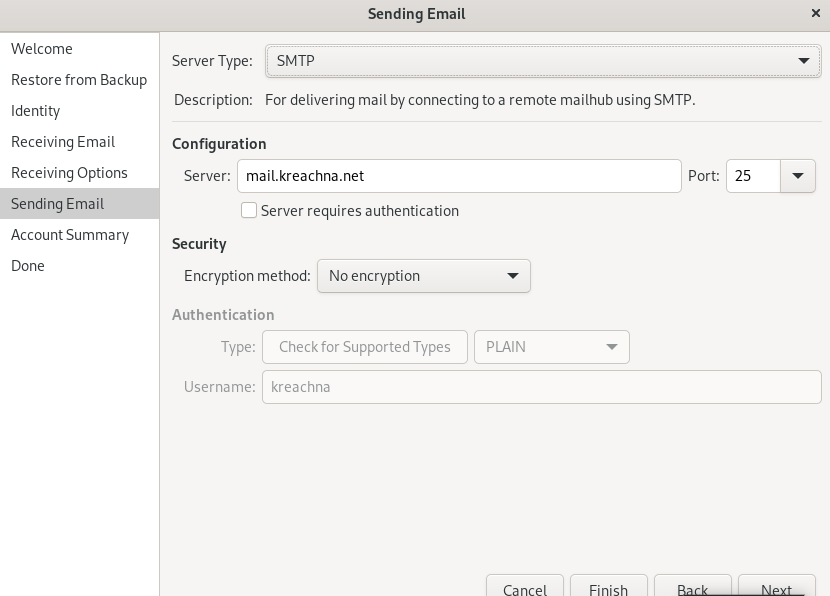 Sending Email ×
Welcome
Restore from Backup
Identity
Receiving Email
Receiving Options
Sending Email
Account Summary
Done
Server Type: SMTP
Description: For delivering mail by connecting to a remote mailhub using SMTP.
Configuration
Server: mail.kreachna.net Port: 25
Server requires authentication
Security
Encryption method: No encryption
Authentication
Type: Check for Supported Types PLAIN
Username: kreachna
Cancel Finish Back Next